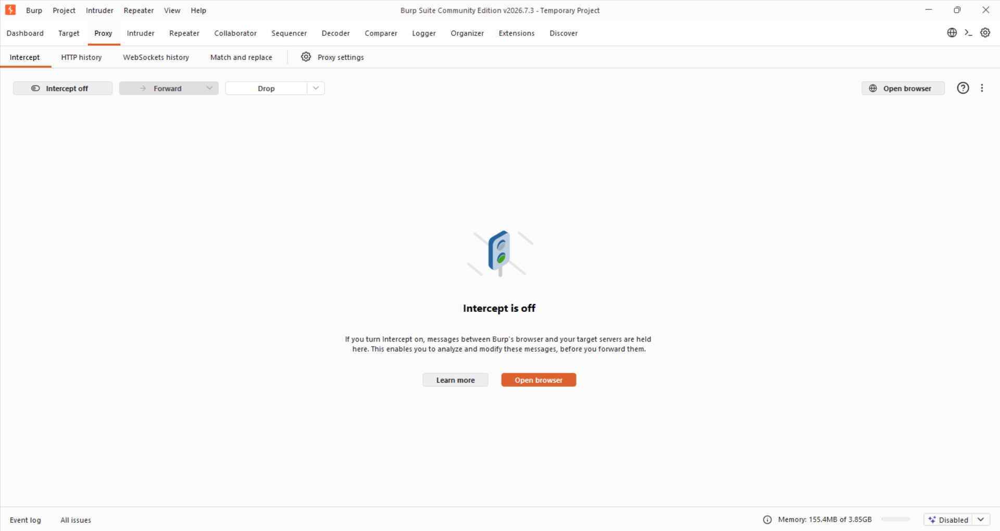 Burp Project Intruder Repeater View Help Burp Suite Community Edition v2026.7.3 - Temporary Project
Dashboard Target Proxy Intruder Repeater Collaborator Sequencer Decoder Comparer Logger Organizer Extensions Discover
Intercept HTTP history WebSockets history Match and replace Proxy settings
Intercept off Forward Drop Open browser
Intercept is off
If you turn Intercept on, messages between Burp's browser and your target servers are held
here. This enables you to analyze and modify these messages, before you forward them.
Learn more Open browser
Event log All issues Memory: 155.4MB of 3.85GB Disabled